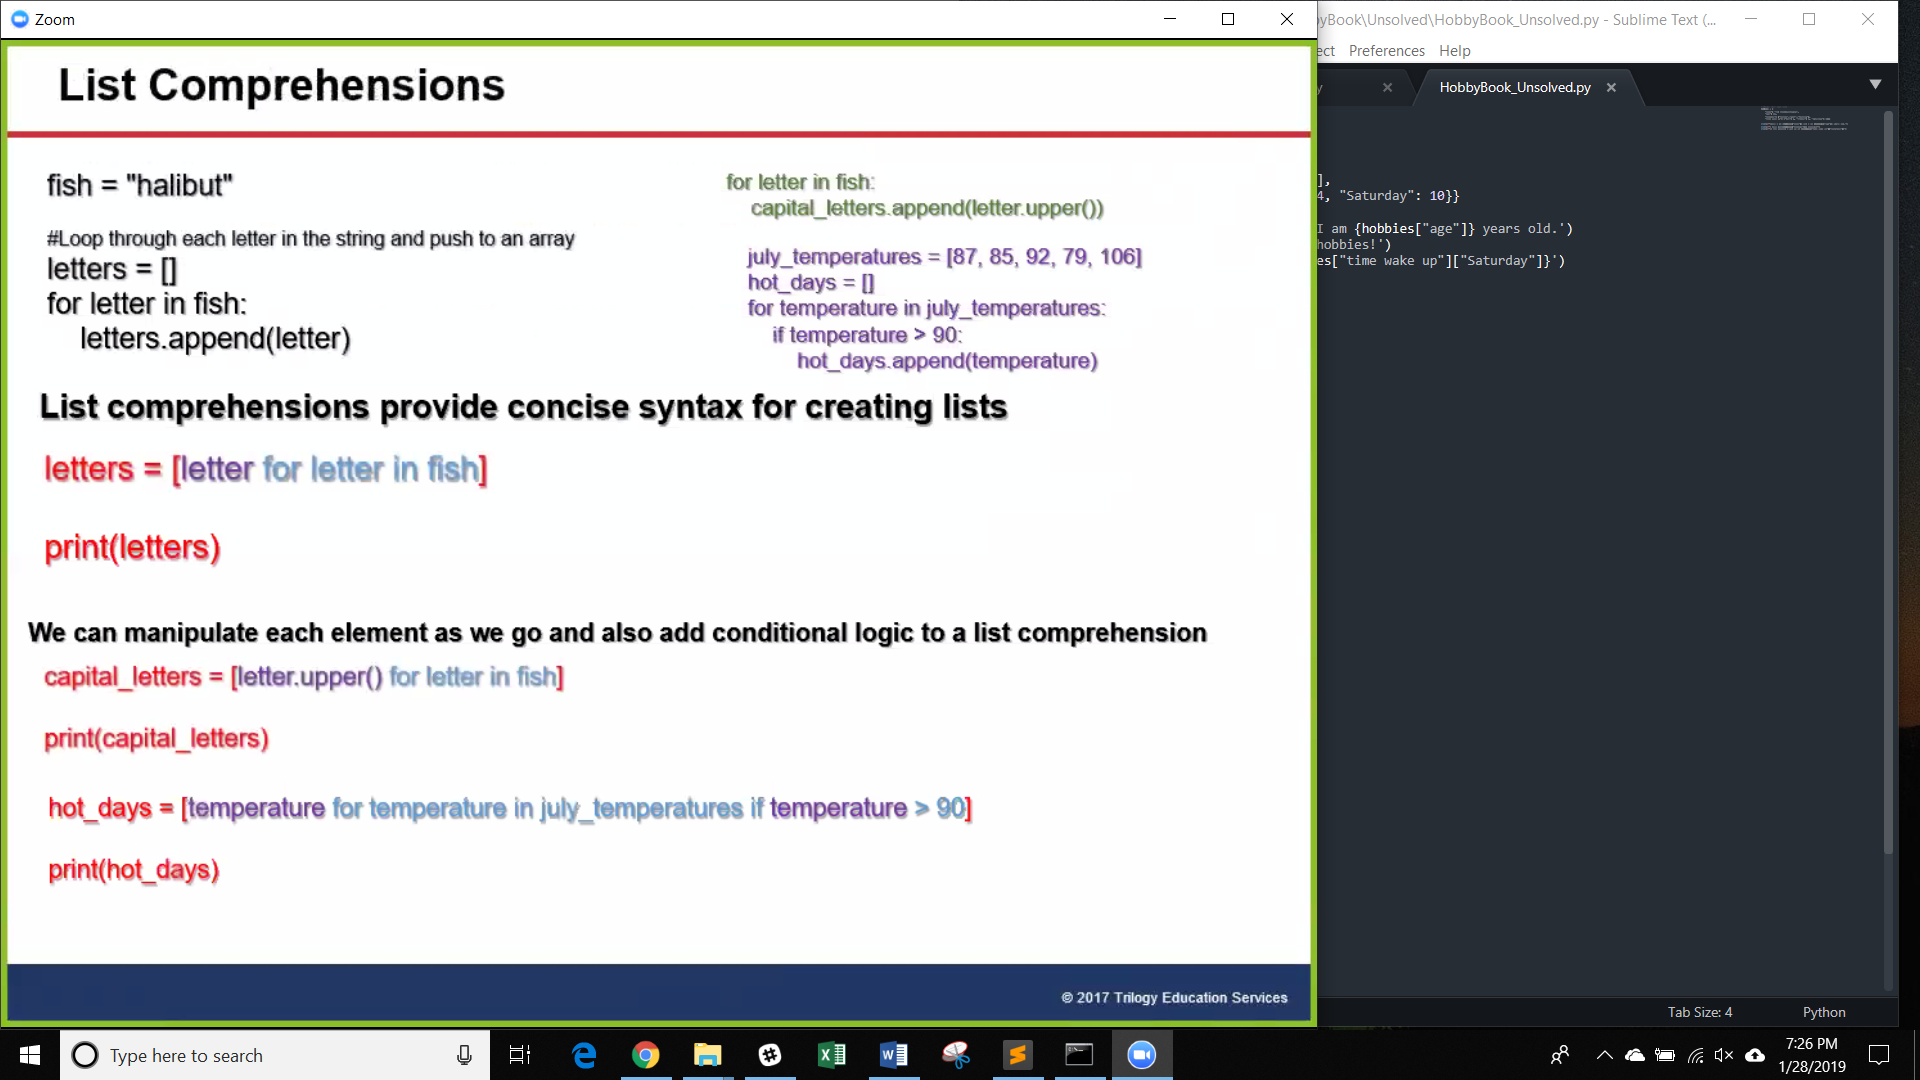 Zoom
List Comprehensions
fish = "halibut"
#Loop through each letter in the string and push to an array
letters = []
for letter in fish:
letters.append(letter)
for letter in fish:
capital_letters.append(letter.upper())
july_temperatures = [87, 85, 92, 79, 106]
hot_days = []
for temperature in july_temperatures:
if temperature > 90:
hot_days.append(temperature)
List comprehensions provide concise syntax for creating lists
letters = [letter for letter in fish]
print(letters)
We can manipulate each element as we go and also add conditional logic to a list comprehension
capital_letters = [letter.upper() for letter in fish]
print(capital_letters)
hot_days = [temperature for temperature in july_temperatures if temperature > 90]
print(hot_days)
© 2017 Trilogy Education Services
yBook\Unsolved\HobbyBook_Unsolved.py - Sublime Text (...
ect Preferences Help
y
HobbyBook_Unsolved.py
],
4, "Saturday": 10}}
I am {hobbies["age"]} years old.')
hobbies!')
es["time wake up"]["Saturday"]}')
Tab Size: 4 Python
Type here to search
7:26 PM
1/28/2019